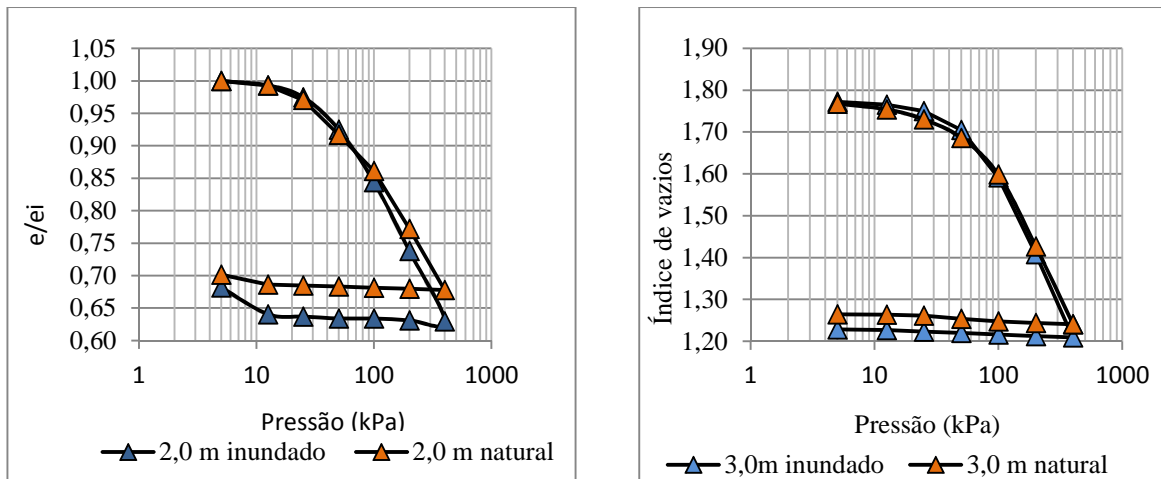 1,05
1,00
0,95
0,90
0,85
0,80
0,75
0,70
0,65
0,60
e/ei
1 10 100 1000
Pressão (kPa)
2,0 m inundado 2,0 m natural
1,90
1,80
1,70
1,60
1,50
1,40
1,30
1,20
Índice de vazios
1 10 100 1000
Pressão (kPa)
3,0m inundado 3,0 m natural